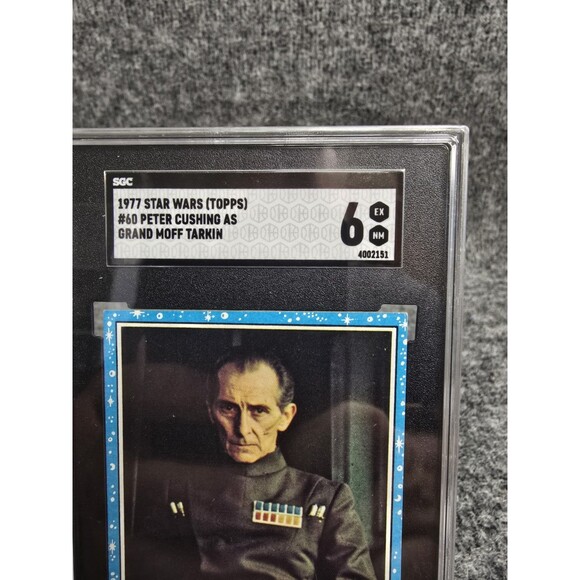 SGC
1977 STAR WARS (TOPPS)
#60 PETER CUSHING AS
GRAND MOFF TARKIN
6
EX
NM
4002151